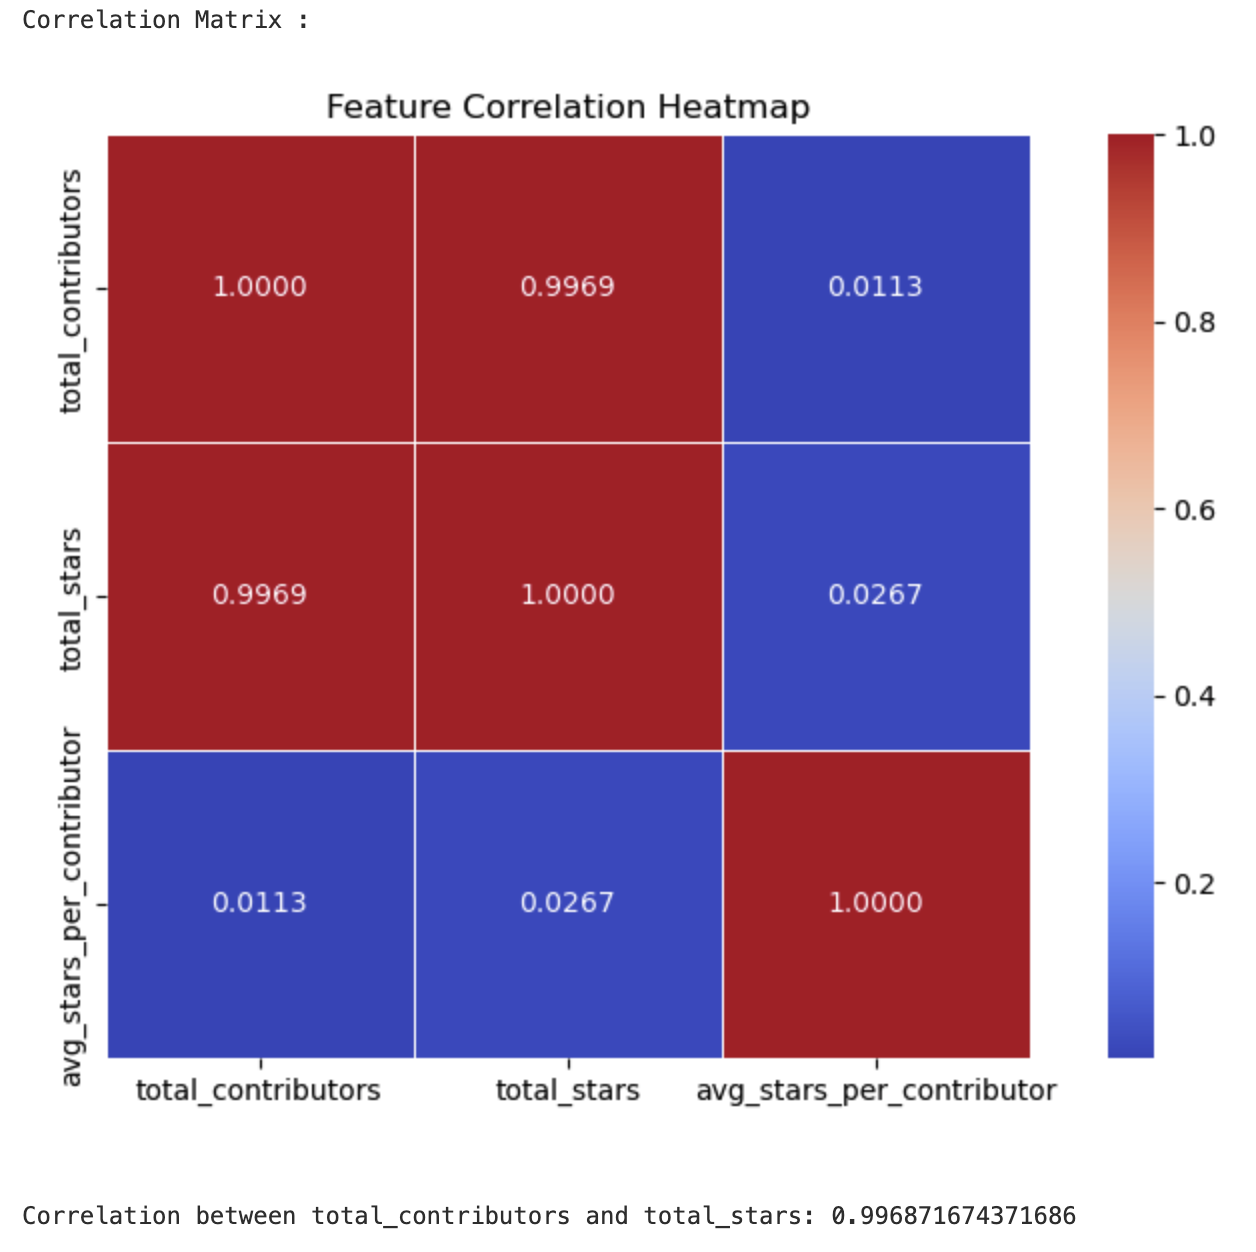 Correlation Matrix :
Feature Correlation Heatmap
total_contributors
1.0000 0.9969 0.0113
total_stars
0.9969 1.0000 0.0267
avg_stars_per_contributor
0.0113 0.0267 1.0000
total_contributors total_stars avg_stars_per_contributor
1.0
0.8
0.6
0.4
0.2
Correlation between total_contributors and total_stars: 0.996871674371686